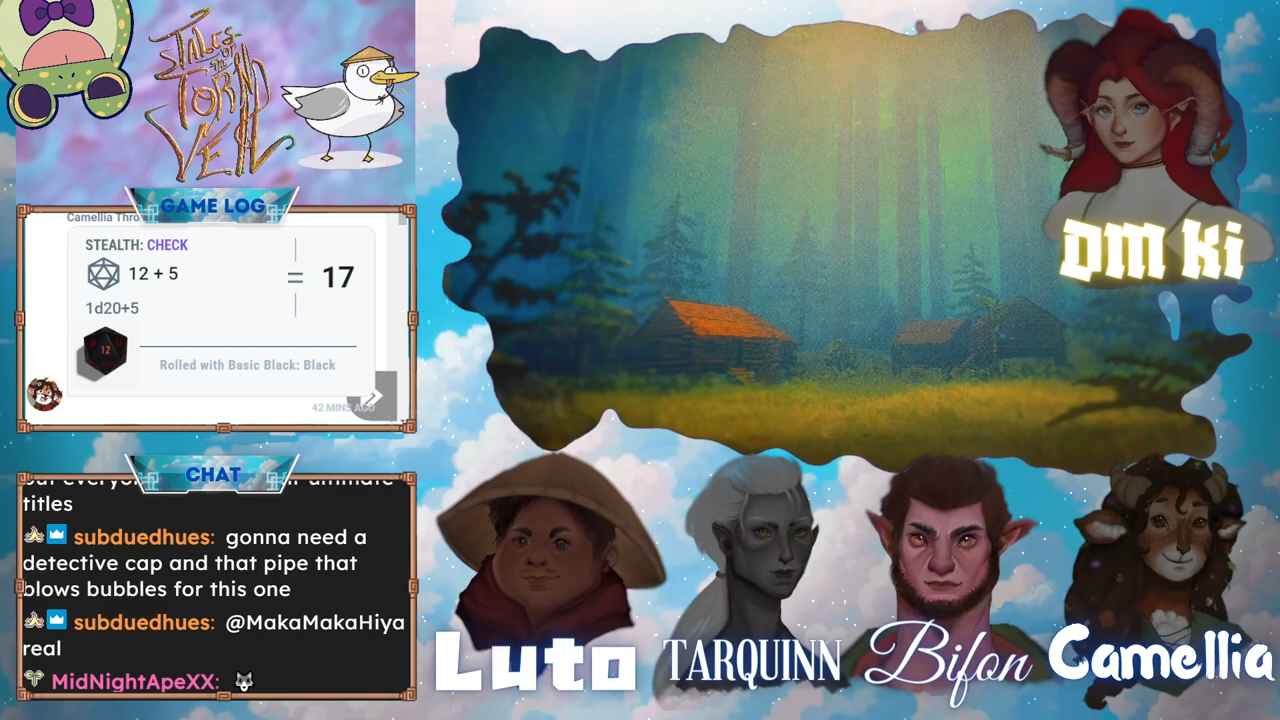 TALES
OF
THE
TORN
VEIL
GAME LOG
Camellia Thro
STEALTH: CHECK
12 + 5
= 17
1d20+5
12
Rolled with Basic Black: Black
42 MINS AGO
CHAT
titles
subduedhues: gonna need a
detective cap and that pipe that
blows bubbles for this one
subduedhues: @MakaMakaHiya
real
MidNightApeXX:
DM Ki
Luto
TARQUINN
Bifon
Camellia